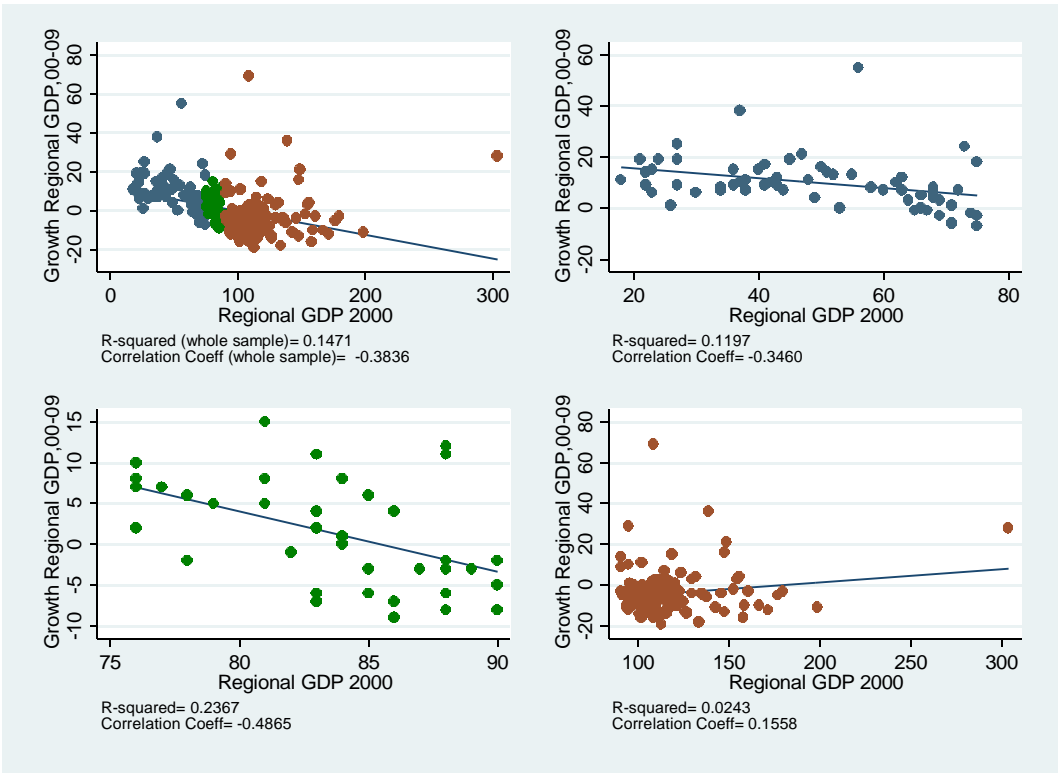 Growth Regional GDP,00-09
80
60
40
20
0
-20
0
100
200
300
Regional GDP 2000
R-squared (whole sample)= 0.1471
Correlation Coeff (whole sample)=  -0.3836
Growth Regional GDP,00-09
60
40
20
0
-20
20
40
60
80
Regional GDP 2000
R-squared= 0.1197
Correlation Coeff= -0.3460
Growth Regional GDP,00-09
15
10
5
0
-5
-10
75
80
85
90
Regional GDP 2000
R-squared= 0.2367
Correlation Coeff= -0.4865
Growth Regional GDP,00-09
80
60
40
20
0
-20
100
150
200
250
300
Regional GDP 2000
R-squared= 0.0243
Correlation Coeff= 0.1558